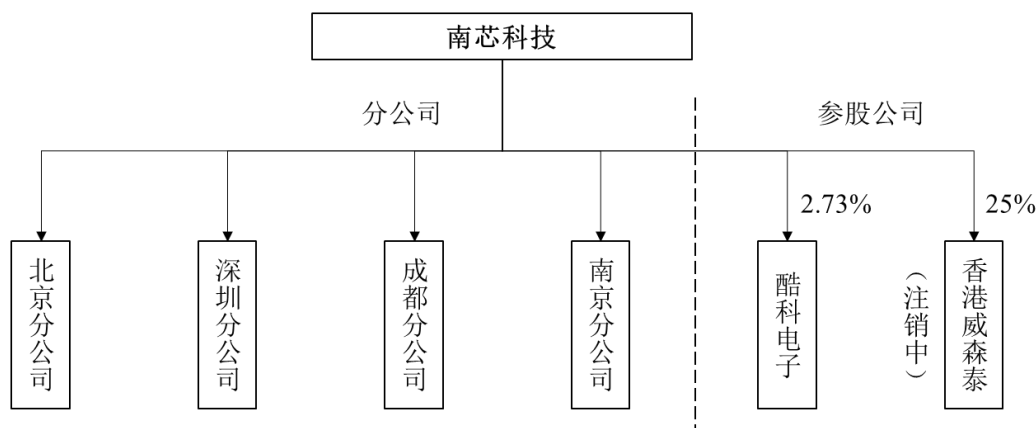 南芯科技
分公司
参股公司
2.73%
25%
北京分公司
深圳分公司
成都分公司
南京分公司
酷科电子
香港威森泰
（注销中）